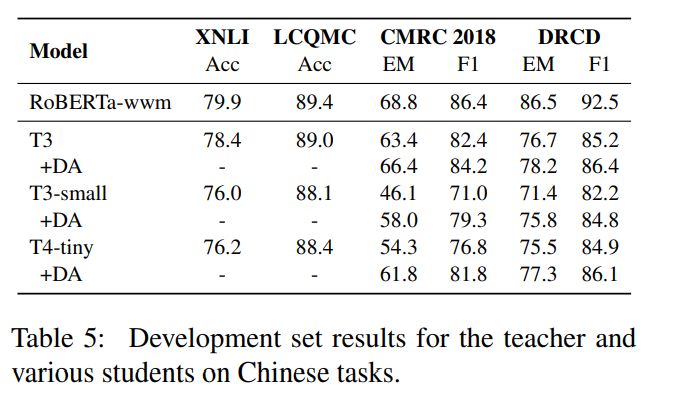 Model XNLI LCQMC CMRC 2018 DRCD
Acc Acc EM F1 EM F1
RoBERTa-wwm 79.9 89.4 68.8 86.4 86.5 92.5
T3 78.4 89.0 63.4 82.4 76.7 85.2
+DA - - 66.4 84.2 78.2 86.4
T3-small 76.0 88.1 46.1 71.0 71.4 82.2
+DA - - 58.0 79.3 75.8 84.8
T4-tiny 76.2 88.4 54.3 76.8 75.5 84.9
+DA - - 61.8 81.8 77.3 86.1
Table 5: Development set results for the teacher and
various students on Chinese tasks.